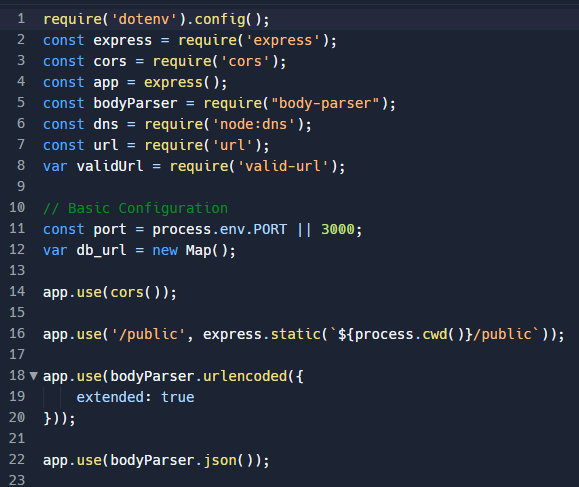 1 require('dotenv').config();
2 const express = require('express');
3 const cors = require('cors');
4 const app = express();
5 const bodyParser = require("body-parser");
6 const dns = require('node:dns');
7 const url = require('url');
8 var validUrl = require('valid-url');
9
10 // Basic Configuration
11 const port = process.env.PORT || 3000;
12 var db_url = new Map();
13
14 app.use(cors());
15
16 app.use('/public', express.static(`${process.cwd()}/public`));
17
18 app.use(bodyParser.urlencoded({
19     extended: true
20 }));
21
22 app.use(bodyParser.json());
23